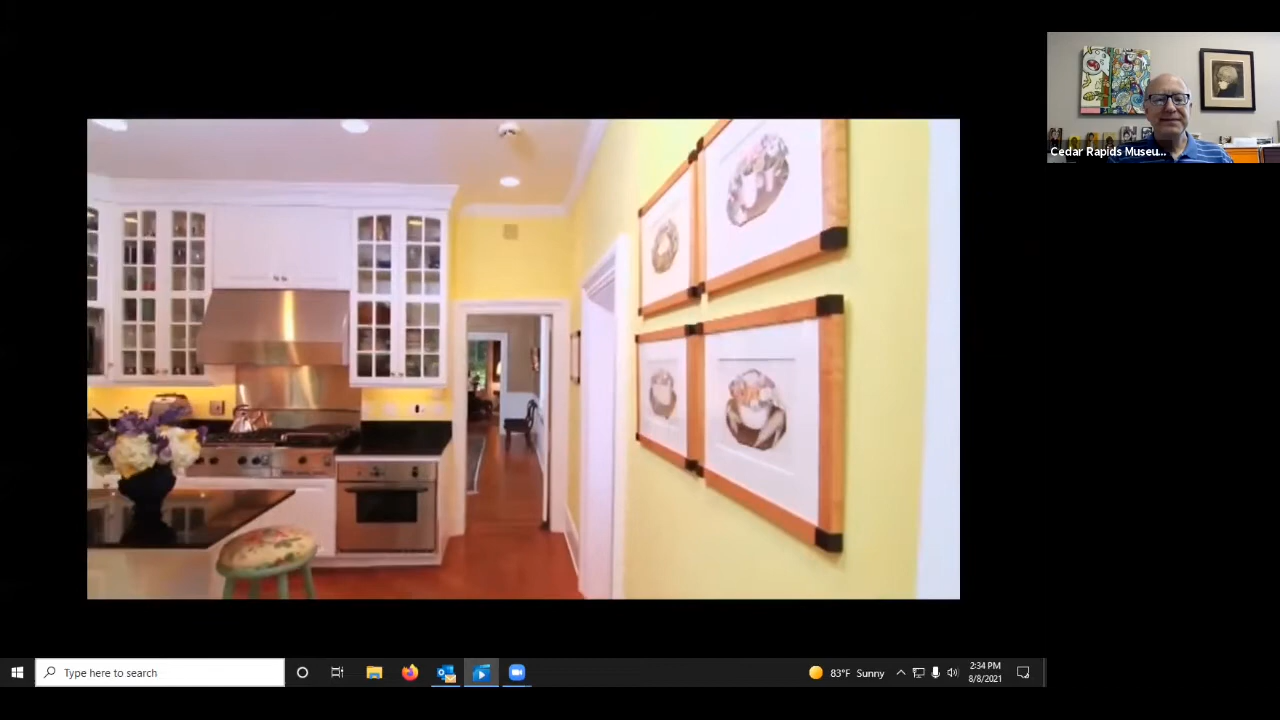 Cedar Rapids Museu...
Type here to search
83°F Sunny
2:34 PM
8/8/2021